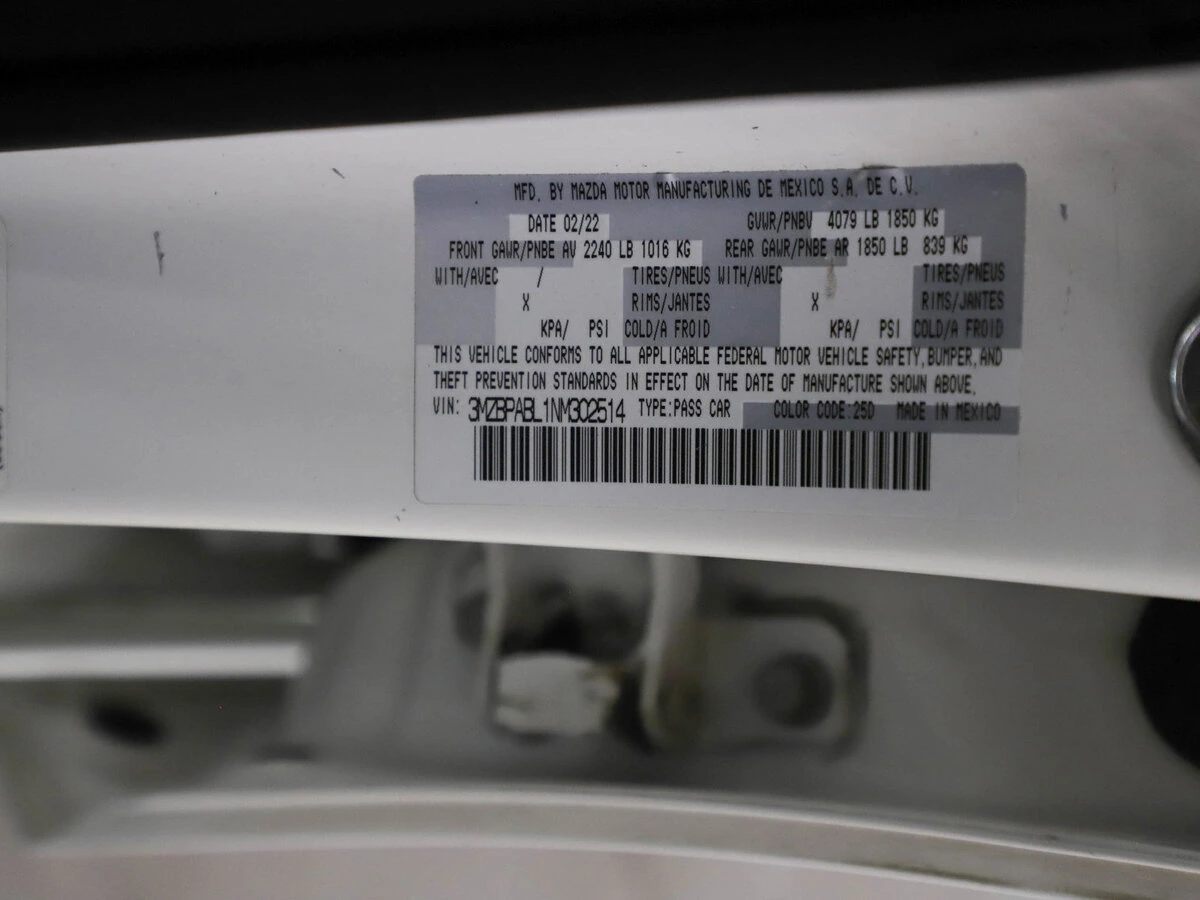 MFD. BY MAZDA MOTOR MANUFACTURING DE MEXICO S.A. DE C.V.
DATE 02/22 GVWR/PNBV 4079 LB 1850 KG
FRONT GAWR/PNBE AV 2240 LB 1016 KG REAR GAWR/PNBE AR 1850 LB 839 KG
WITH/AVEC / TIRES/PNEUS WITH/AVEC TIRES/PNEUS
X RIMS/JANTES X RIMS/JANTES
KPA/ PSI COLD/A FROID KPA/ PSI COLD/A FROID
THIS VEHICLE CONFORMS TO ALL APPLICABLE FEDERAL MOTOR VEHICLE SAFETY, BUMPER, AND
THEFT PREVENTION STANDARDS IN EFFECT ON THE DATE OF MANUFACTURE SHOWN ABOVE.
VIN: 3MZBPABL1NM302514 TYPE:PASS CAR COLOR CODE:25D MADE IN MEXICO